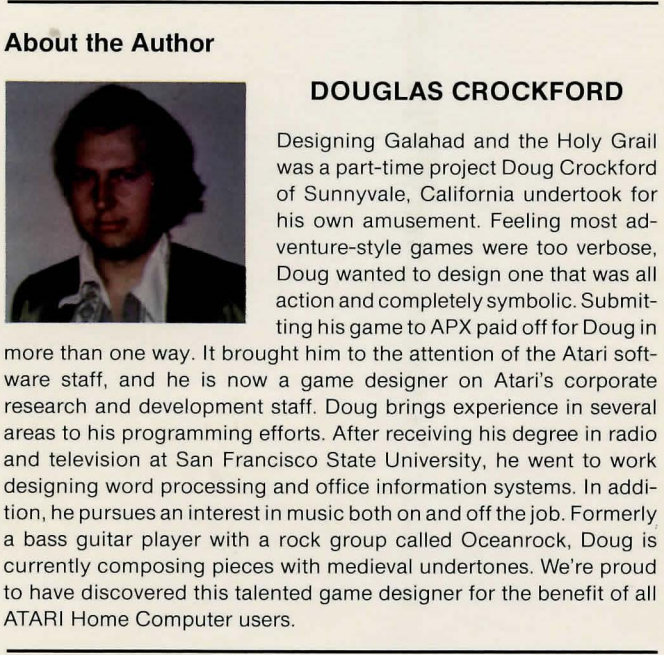 About the Author
DOUGLAS CROCKFORD
Designing Galahad and the Holy Grail
was a part-time project Doug Crockford
of Sunnyvale, California undertook for
his own amusement. Feeling most ad-
venture-style games were too verbose,
Doug wanted to design one that was all
action and completely symbolic. Submit-
ting his game to APX paid off for Doug in
more than one way. It brought him to the attention of the Atari soft-
ware staff, and he is now a game designer on Atari's corporate
research and development staff. Doug brings experience in several
areas to his programming efforts. After receiving his degree in radio
and television at San Francisco State University, he went to work
designing word processing and office information systems. In addi-
tion, he pursues an interest in music both on and off the job. Formerly
a bass guitar player with a rock group called Oceanrock, Doug is
currently composing pieces with medieval undertones. We're proud
to have discovered this talented game designer for the benefit of all
ATARI Home Computer users.